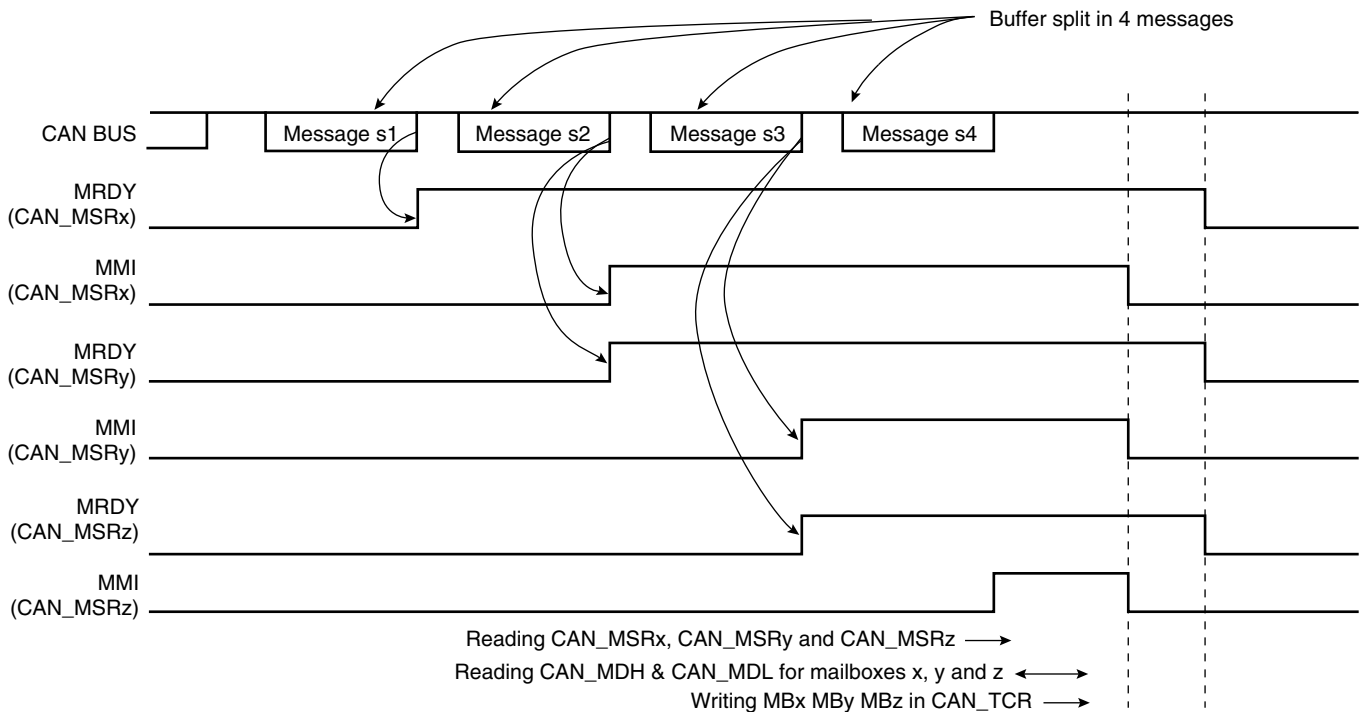 Buffer split in 4 messages
CAN BUS
Message s1
Message s2
Message s3
Message s4
MRDY
(CAN_MSRx)
MMI
(CAN_MSRx)
MRDY
(CAN_MSRy)
MMI
(CAN_MSRy)
MRDY
(CAN_MSRz)
MMI
(CAN_MSRz)
Reading CAN_MSRx, CAN_MSRy and CAN_MSRz
Reading CAN_MDH & CAN_MDL for mailboxes x, y and z
Writing MBx MBy MBz in CAN_TCR